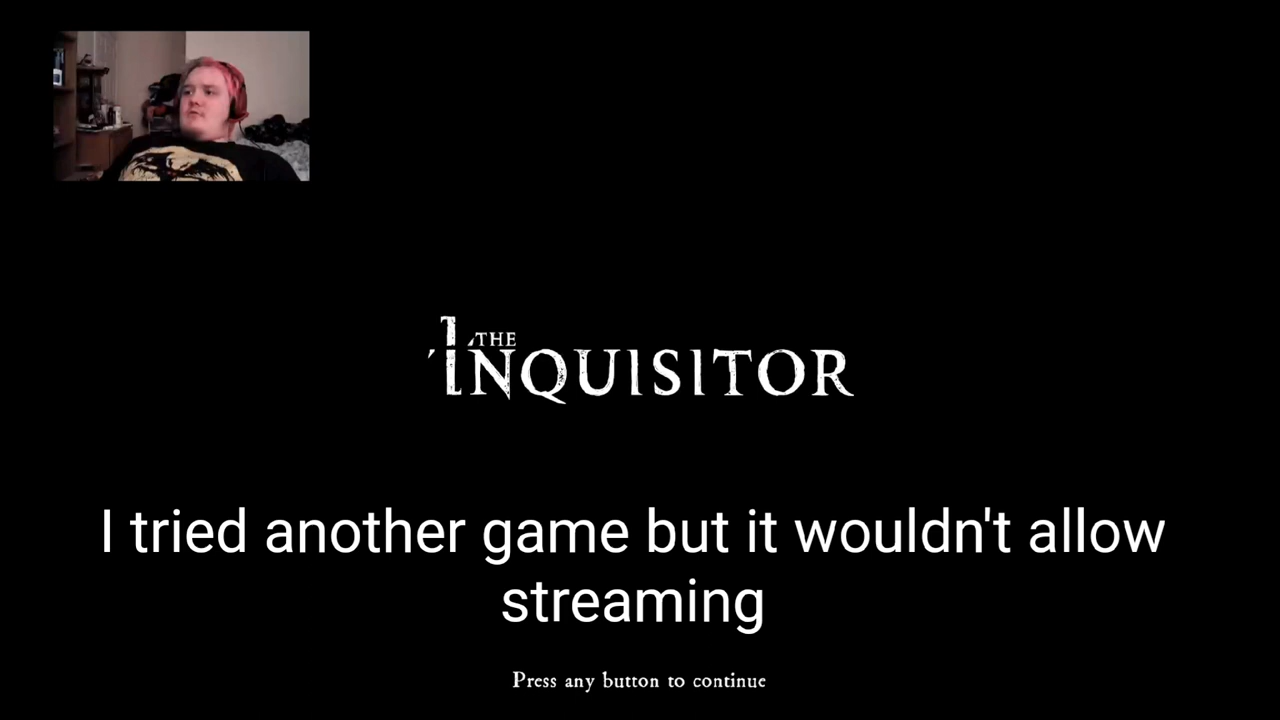 THE
INQUISITOR
I tried another game but it wouldn't allow
streaming
Press any button to continue